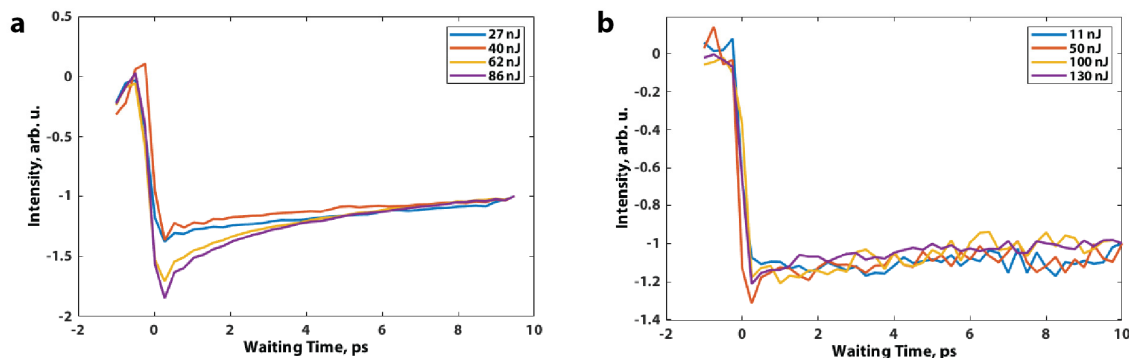 a
0.5
0
-0.5
-1
-1.5
-2
-2 0 2 4 6 8 10
Intensity, arb. u.
Waiting Time, ps
27 nJ
40 nJ
62 nJ
86 nJ
b
0
-0.2
-0.4
-0.6
-0.8
-1
-1.2
-1.4
-2 0 2 4 6 8 10
Intensity, arb. u.
Waiting Time, ps
11 nJ
50 nJ
100 nJ
130 nJ